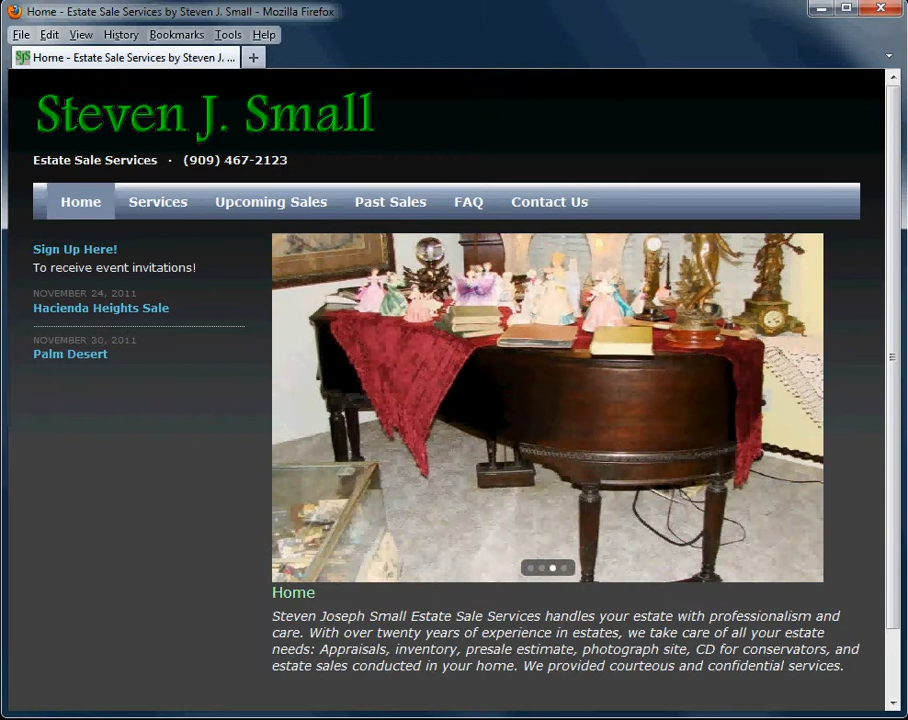 Home - Estate Sale Services by Steven J. Small - Mozilla Firefox
File Edit View History Bookmarks Tools Help
SJS Home - Estate Sale Services by Steven J. ...
Steven J. Small
Estate Sale Services · (909) 467-2123
Home Services Upcoming Sales Past Sales FAQ Contact Us
Sign Up Here!
To receive event invitations!
NOVEMBER 24, 2011
Hacienda Heights Sale
NOVEMBER 30, 2011
Palm Desert
Home
Steven Joseph Small Estate Sale Services handles your estate with professionalism and
care. With over twenty years of experience in estates, we take care of all your estate
needs: Appraisals, inventory, presale estimate, photograph site, CD for conservators, and
estate sales conducted in your home. We provided courteous and confidential services.